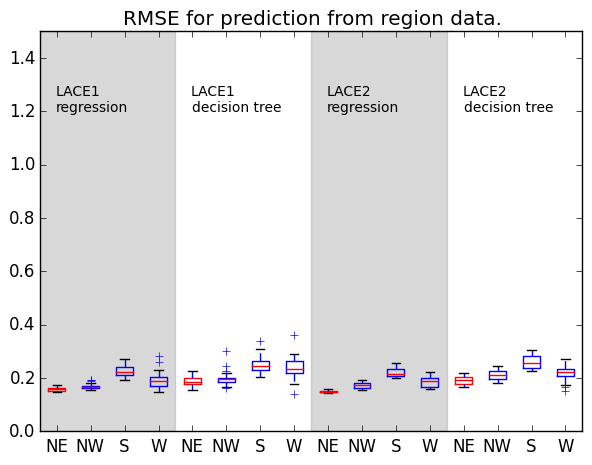 RMSE for prediction from region data.
LACE1 LACE1 LACE2 LACE2
regression decision tree regression decision tree
1.4
1.2
1.0
0.8
0.6
0.4
0.2
0.0
NE NW S W NE NW S W NE NW S W NE NW S W